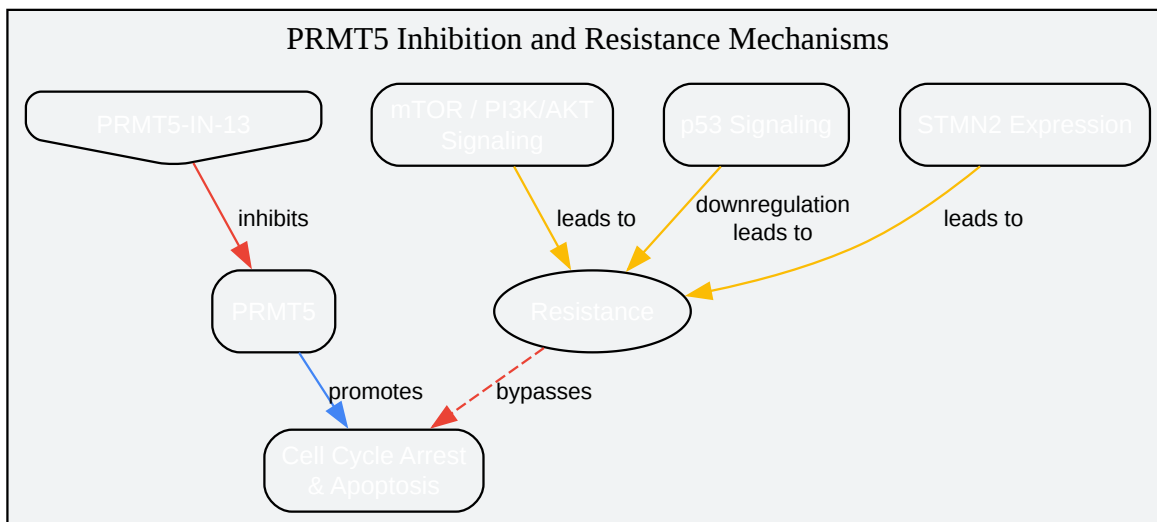 PRMT5 Inhibition and Resistance Mechanisms
PRMT5-IN-13
mTOR / PI3K/AKT
Signaling
p53 Signaling
STMN2 Expression
inhibits
leads to
downregulation
leads to
leads to
PRMT5
Resistance
promotes
bypasses
Cell Cycle Arrest
& Apoptosis